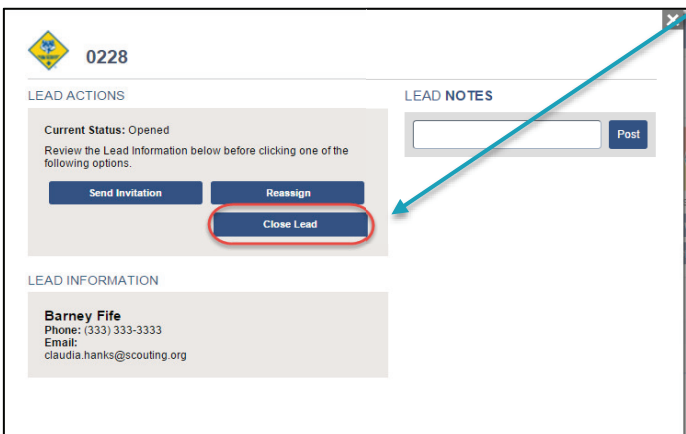 0228
LEAD ACTIONS
Current Status: Opened
Review the Lead Information below before clicking one of the
following options.
Send Invitation
Reassign
Close Lead
LEAD NOTES
Post
LEAD INFORMATION
Barney Fife
Phone: (333) 333-3333
Email:
claudia.hanks@scouting.org